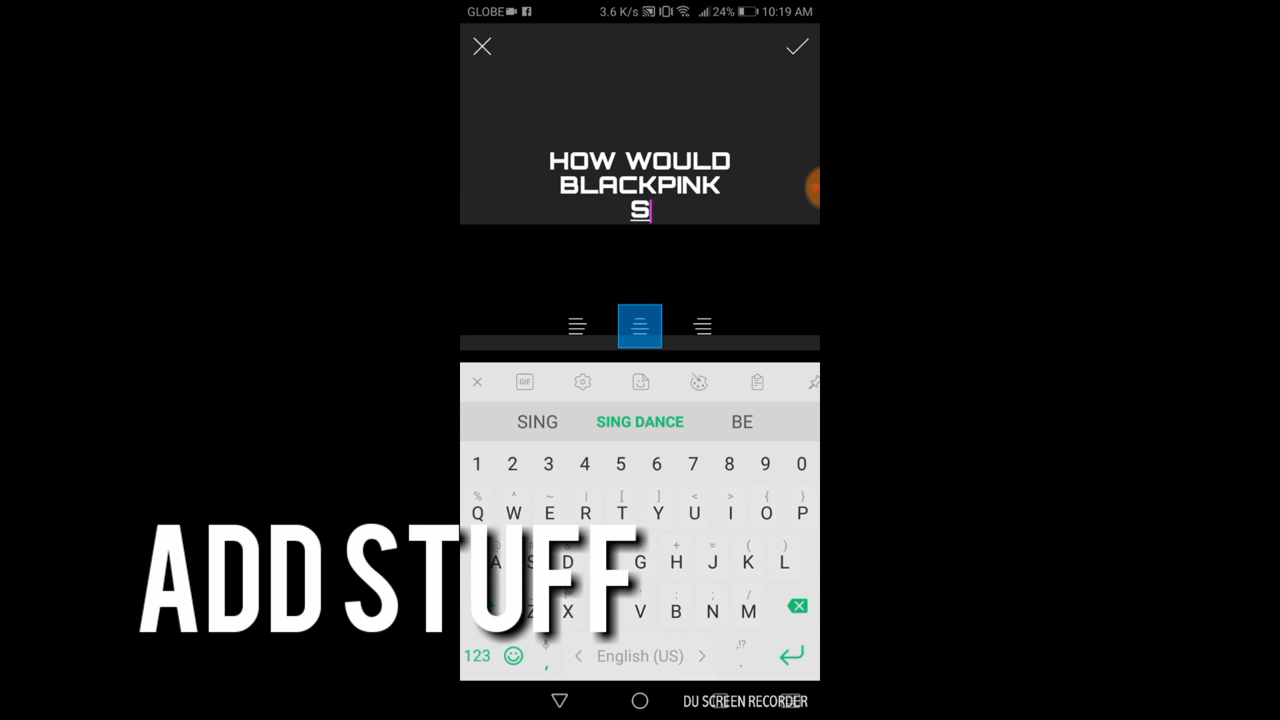 GLOBE 3.6 K/s 24% 10:19 AM
HOW WOULD
BLACKPINK
S
GIF
SING SING DANCE BE
1 2 3 4 5 6 7 8 9 0
% ^ ~ | [ ] < > { }
Q W E R T Y U I O P
+ = ( )
A S D G H J K L
: ; /
Z X V B N M
ADD STUFF
,!?
123 , < English (US) > .
DU SCREEN RECORDER